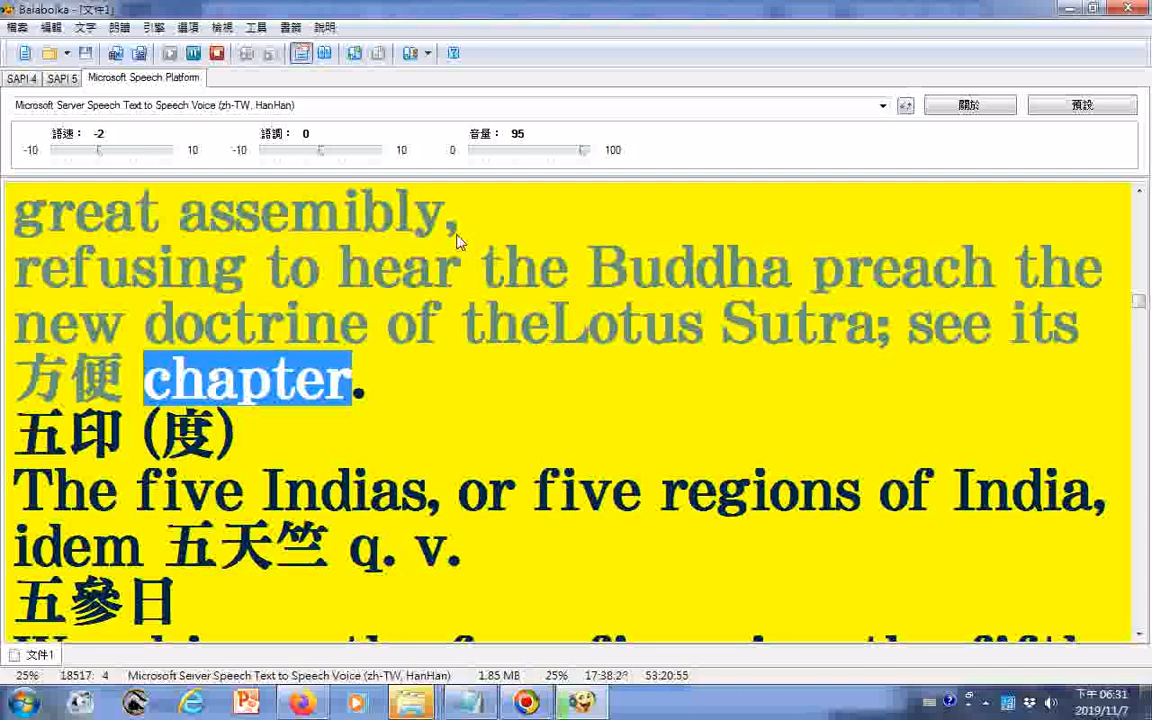 Balabolka - [文件1]
檔案 編輯 文字 朗讀 引擎 選項 檢視 工具 書籤 說明
SAPI 4 SAPI 5 Microsoft Speech Platform
Microsoft Server Speech Text to Speech Voice (zh-TW, HanHan) 關於 預設
語速： -2 語調： 0 音量： 95
-10 10 -10 10 0 100
great assemibly,
refusing to hear the Buddha preach the
new doctrine of theLotus Sutra; see its
方便 chapter.
五印 (度)
The five Indias, or five regions of India,
idem 五天竺 q. v.
五參日
文件1
25% 18517: 4 Microsoft Server Speech Text to Speech Voice (zh-TW, HanHan) 1.85 MB 25% 53:20:55
下午 06:31
2019/11/7